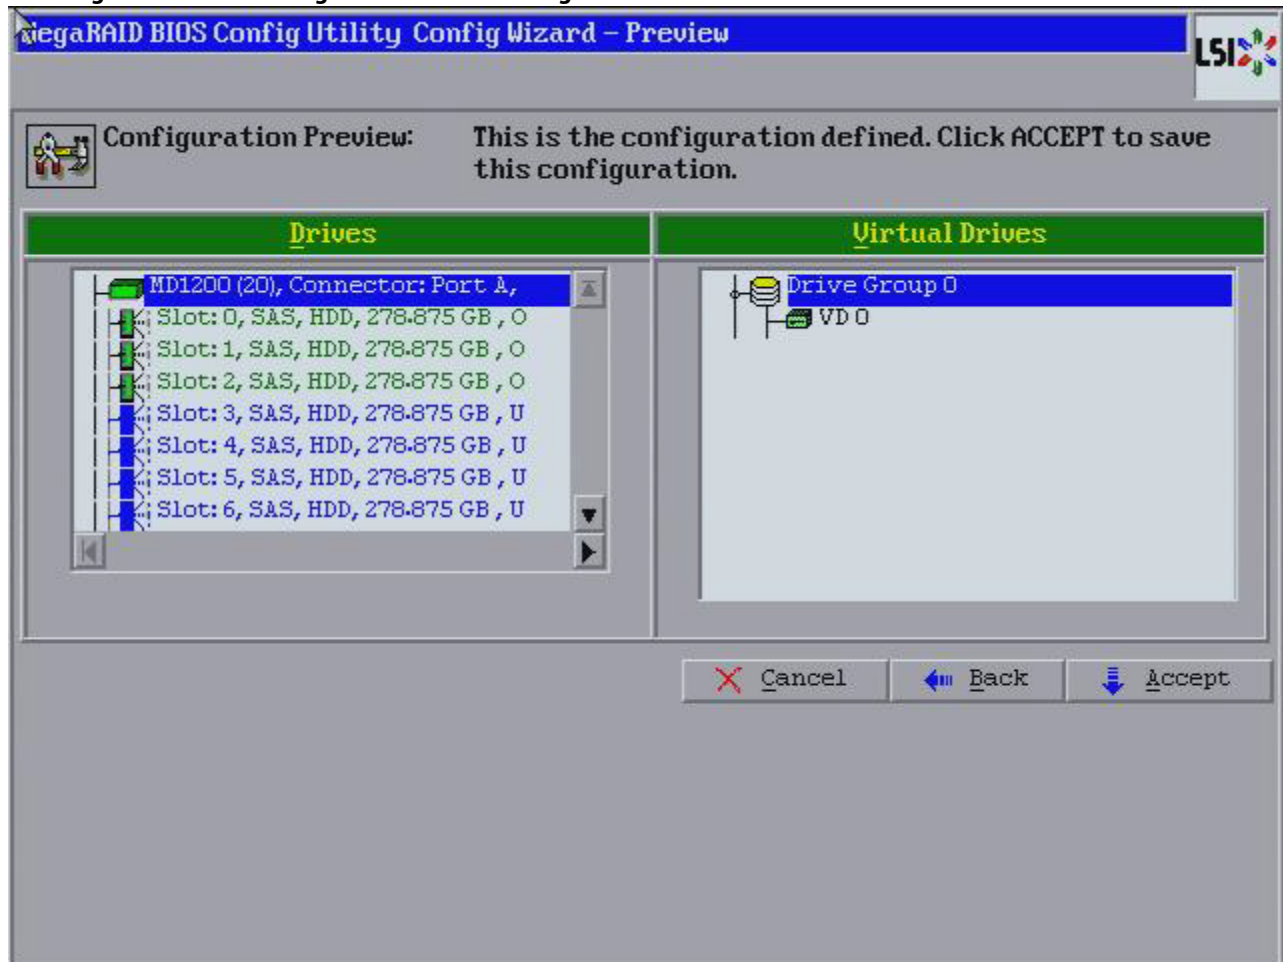 MegaRAID BIOS Config Utility Config Wizard – Preview
LSI
Configuration Preview: This is the configuration defined. Click ACCEPT to save
this configuration.
Drives
Virtual Drives
MD1200 (20), Connector: Port A,
Slot: 0, SAS, HDD, 278.875 GB , O
Slot: 1, SAS, HDD, 278.875 GB , O
Slot: 2, SAS, HDD, 278.875 GB , O
Slot: 3, SAS, HDD, 278.875 GB , U
Slot: 4, SAS, HDD, 278.875 GB , U
Slot: 5, SAS, HDD, 278.875 GB , U
Slot: 6, SAS, HDD, 278.875 GB , U
Drive Group 0
VD 0
Cancel
Back
Accept